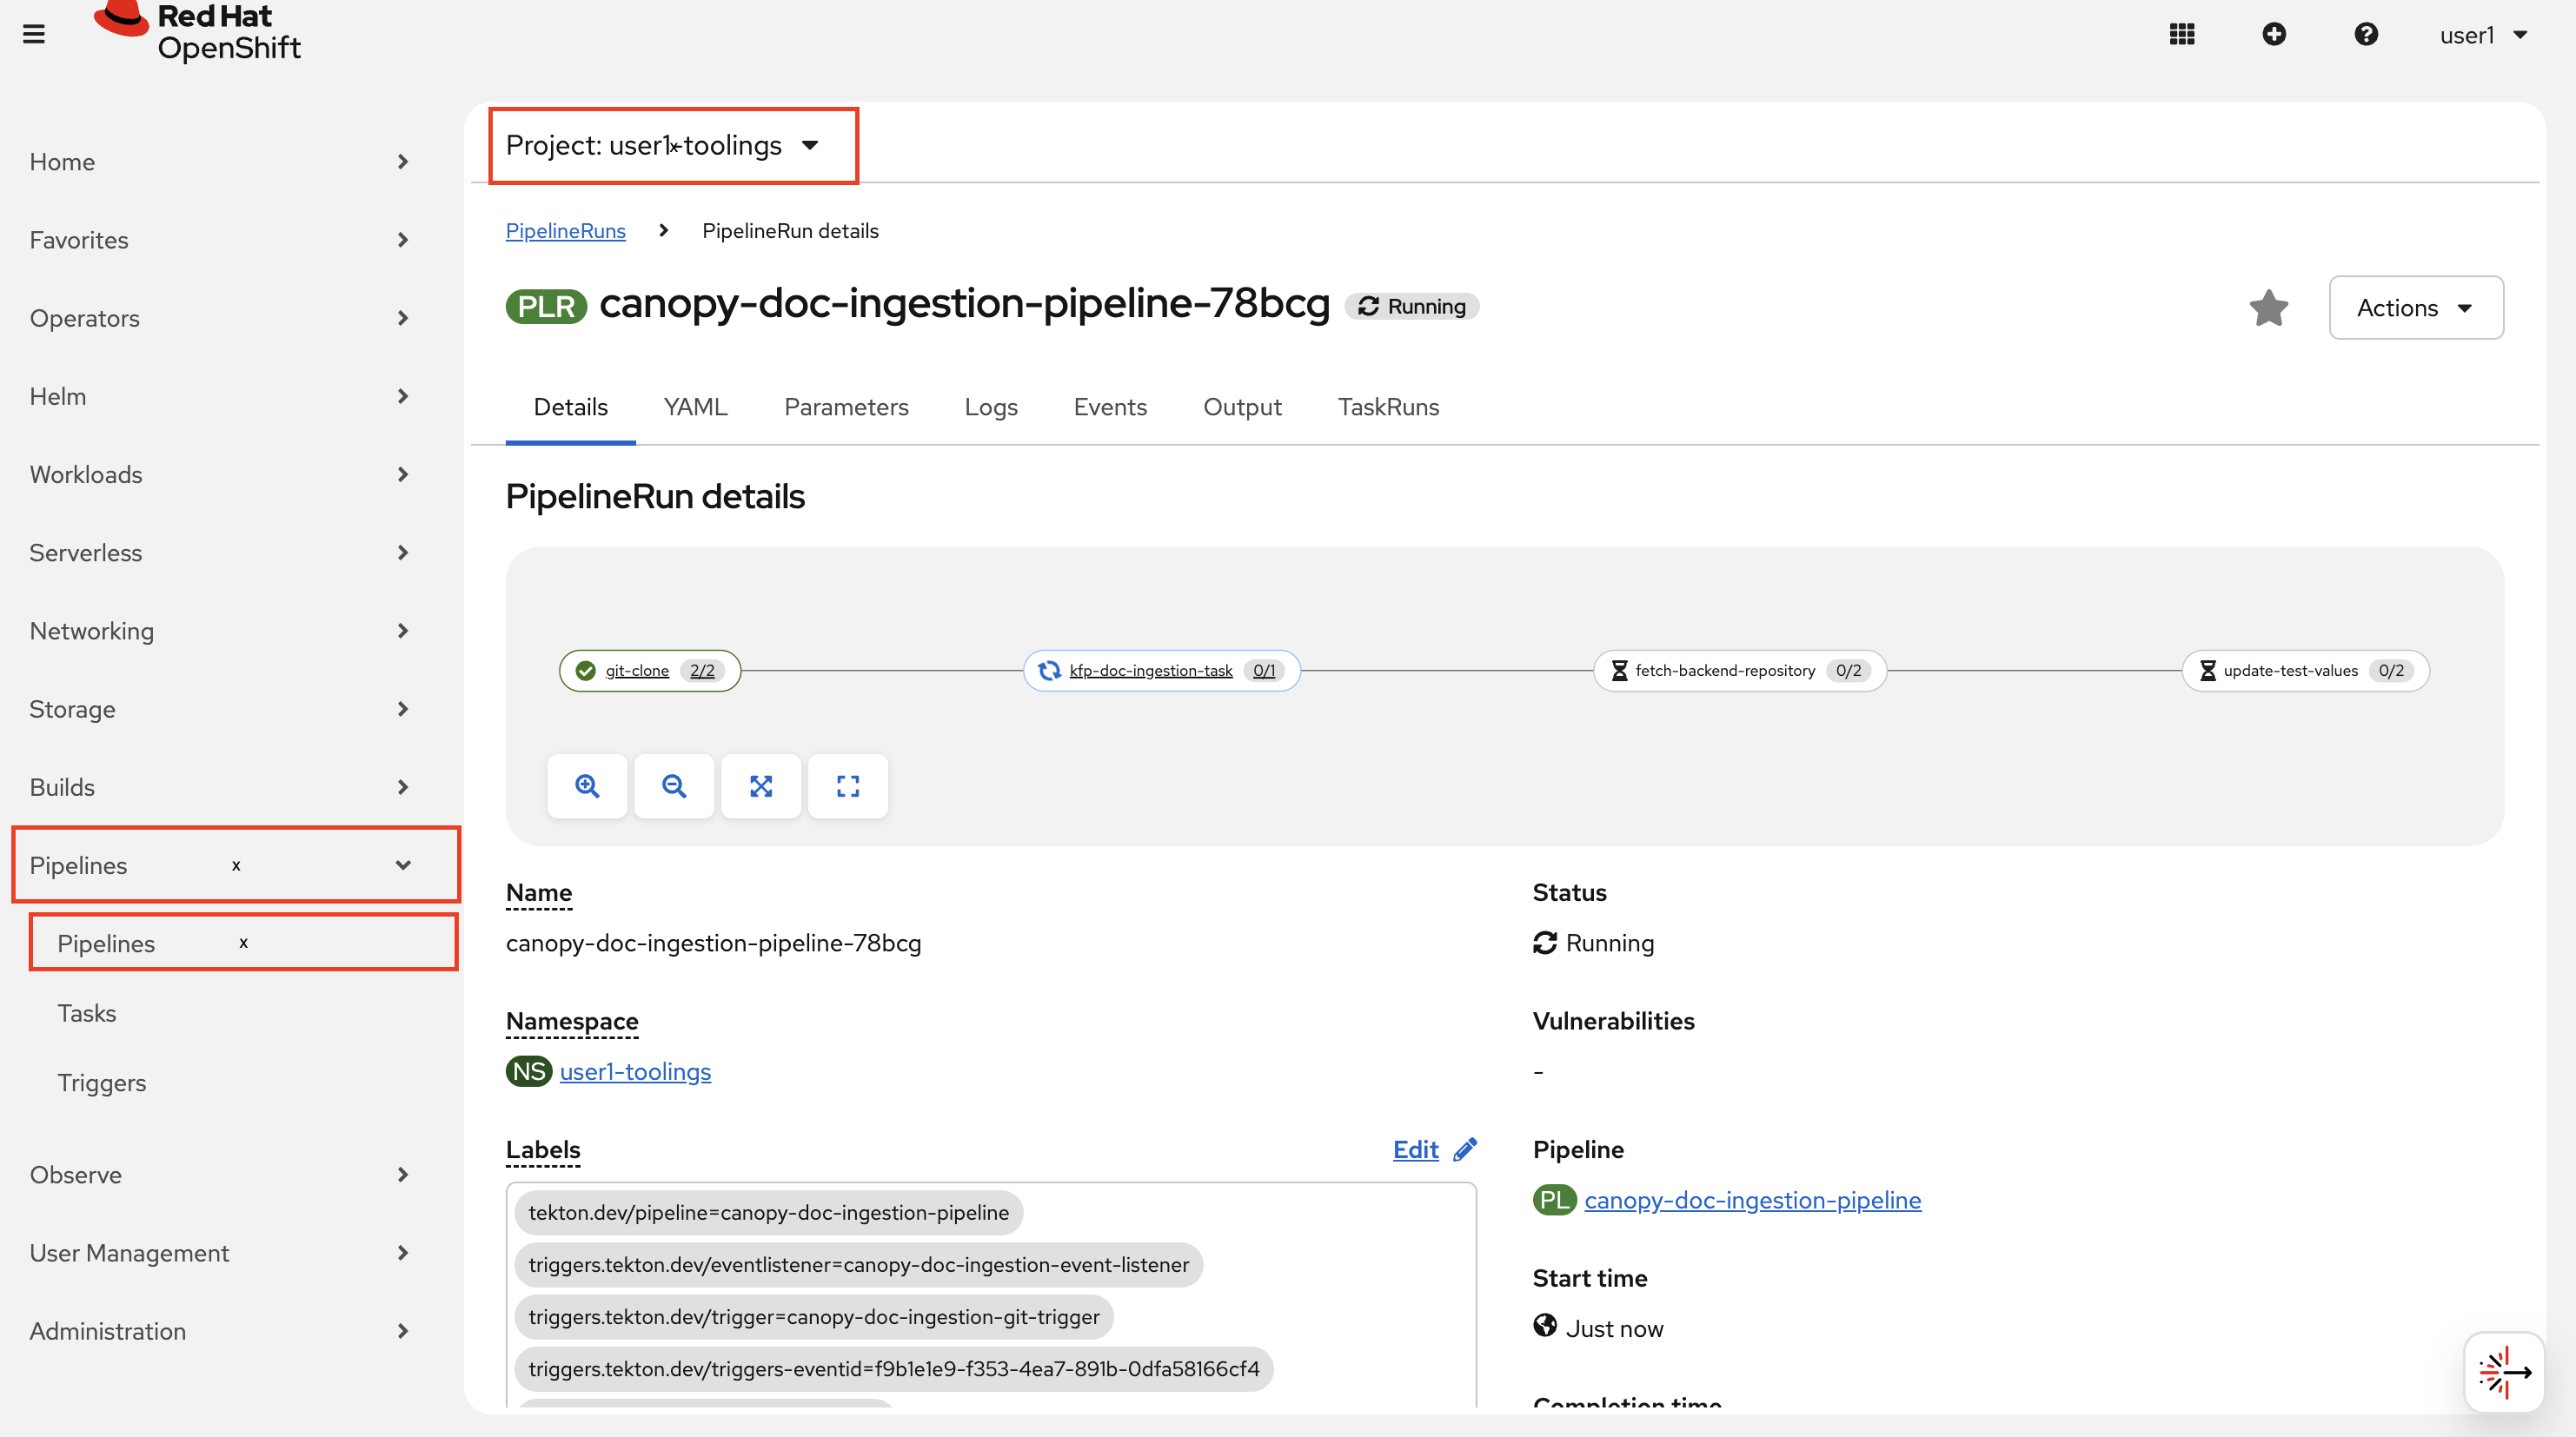 Red Hat
OpenShift
user1
Home
Favorites
Operators
Helm
Workloads
Serverless
Networking
Storage
Builds
Pipelines x
Pipelines x
Tasks
Triggers
Observe
User Management
Administration
Project: user1-toolings
PipelineRuns PipelineRun details
PLR canopy-doc-ingestion-pipeline-78bcg Running
Actions
Details YAML Parameters Logs Events Output TaskRuns
PipelineRun details
git-clone 2/2 kfp-doc-ingestion-task 0/1 fetch-backend-repository 0/2 update-test-values 0/2
Name
canopy-doc-ingestion-pipeline-78bcg
Namespace
NS user1-toolings
Labels Edit
tekton.dev/pipeline=canopy-doc-ingestion-pipeline
triggers.tekton.dev/eventlistener=canopy-doc-ingestion-event-listener
triggers.tekton.dev/trigger=canopy-doc-ingestion-git-trigger
triggers.tekton.dev/triggers-eventid=f9b1e1e9-f353-4ea7-891b-0dfa58166cf4
Status
Running
Vulnerabilities
-
Pipeline
PL canopy-doc-ingestion-pipeline
Start time
Just now
Completion time